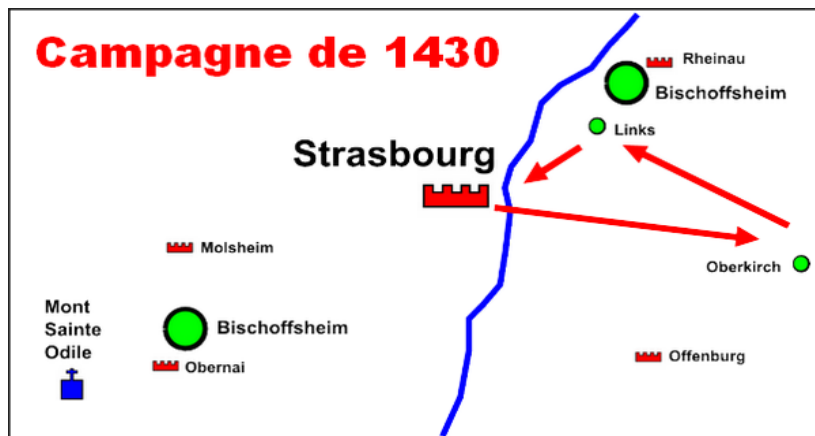 Campagne de 1430
Rheinau
Bischoffsheim
Links
Strasbourg
Molsheim
Oberkirch
Mont
Sainte
Odile
Bischoffsheim
Obernai
Offenburg